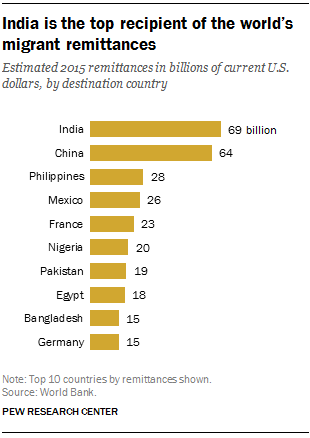 India is the top recipient of the world's
migrant remittances
Estimated 2015 remittances in billions of current U.S.
dollars, by destination country
India 69 billion
China 64
Philippines 28
Mexico 26
France 23
Nigeria 20
Pakistan 19
Egypt 18
Bangladesh 15
Germany 15
Note: Top 10 countries by remittances shown.
Source: World Bank.
PEW RESEARCH CENTER